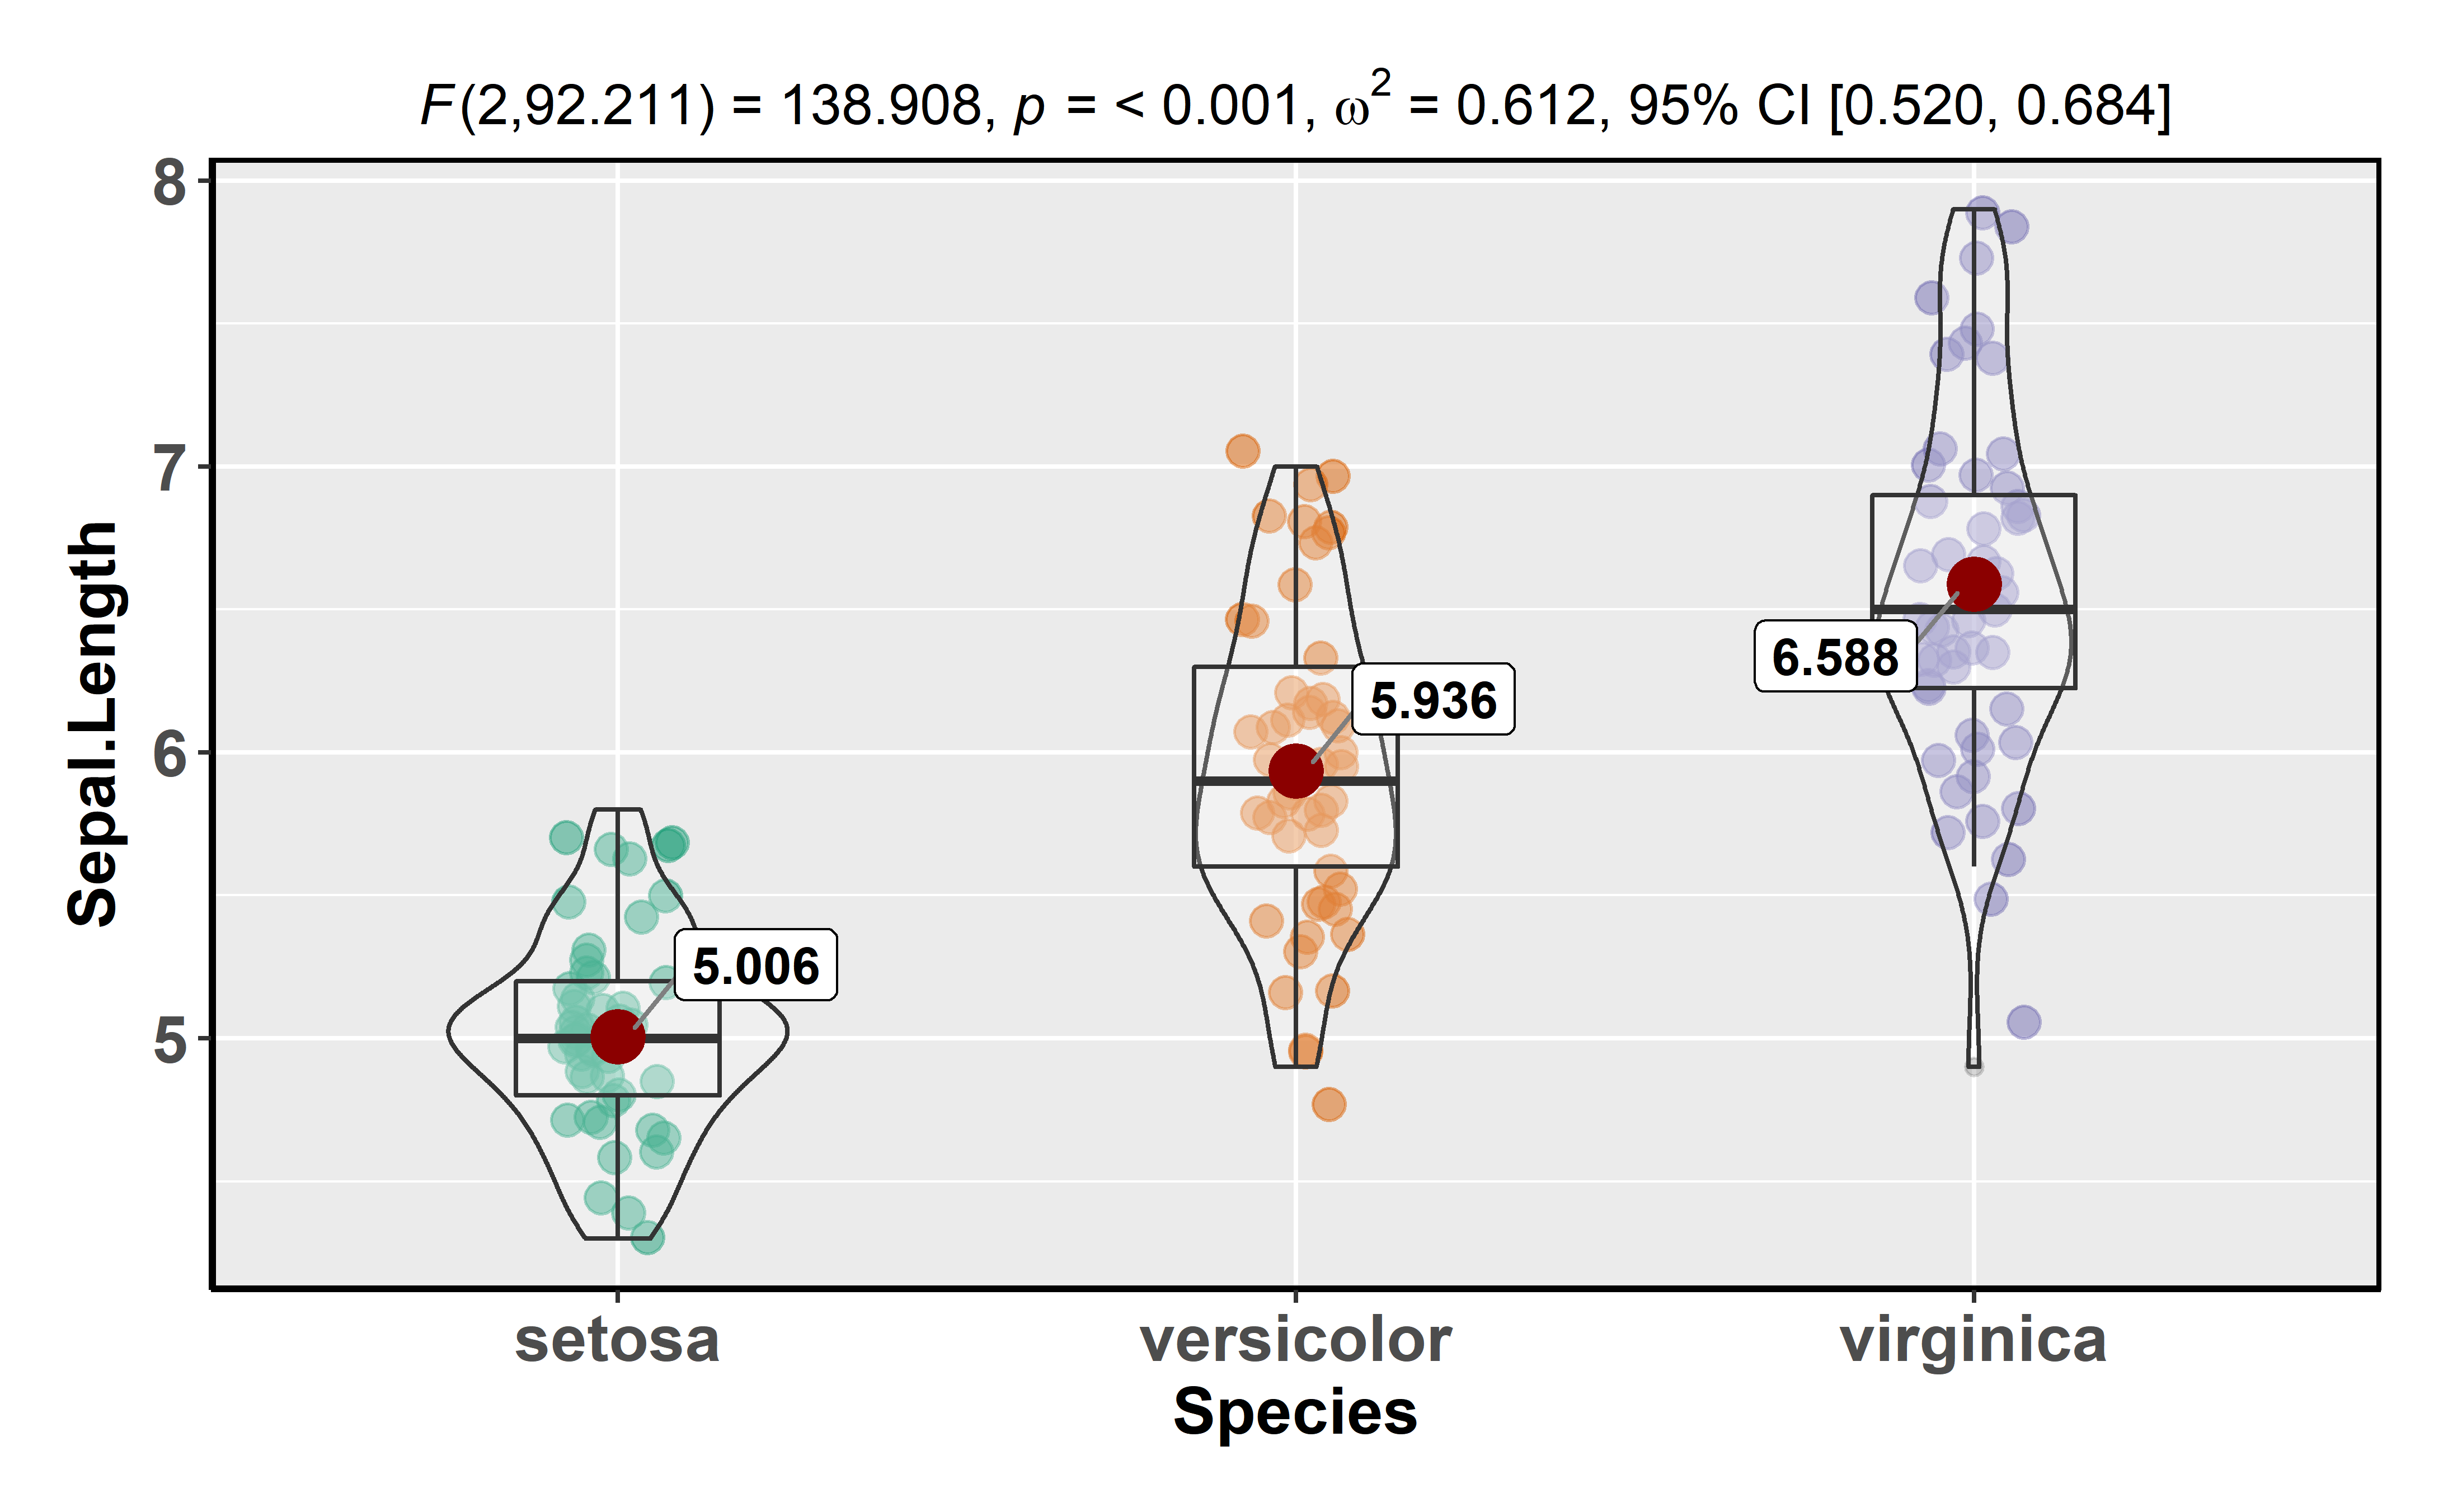 F(2,92.211) = 138.908, p = < 0.001, ω² = 0.612, 95% CI [0.520, 0.684]
8
7
6
5
Sepal.Length
6.588
5.936
5.006
setosa versicolor virginica
Species